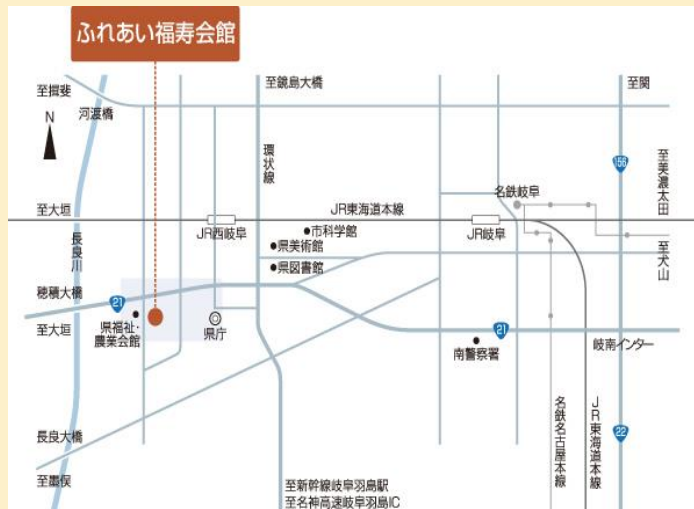 ふれあい福寿会館
至揖斐
河渡橋
N
至鏡島大橋
至関
環状線
156
至美濃太田
名鉄岐阜
至大垣
JR東海道本線
JR西岐阜
市科学館
JR岐阜
県美術館
至犬山
長良川
県図書館
穂積大橋
21
至大垣
県福祉・
農業会館
県庁
21
南警察署
岐南インター
名鉄名古屋本線
JR東海道本線
22
長良大橋
至墨俣
至新幹線岐阜羽島駅
至名神高速岐阜羽島IC